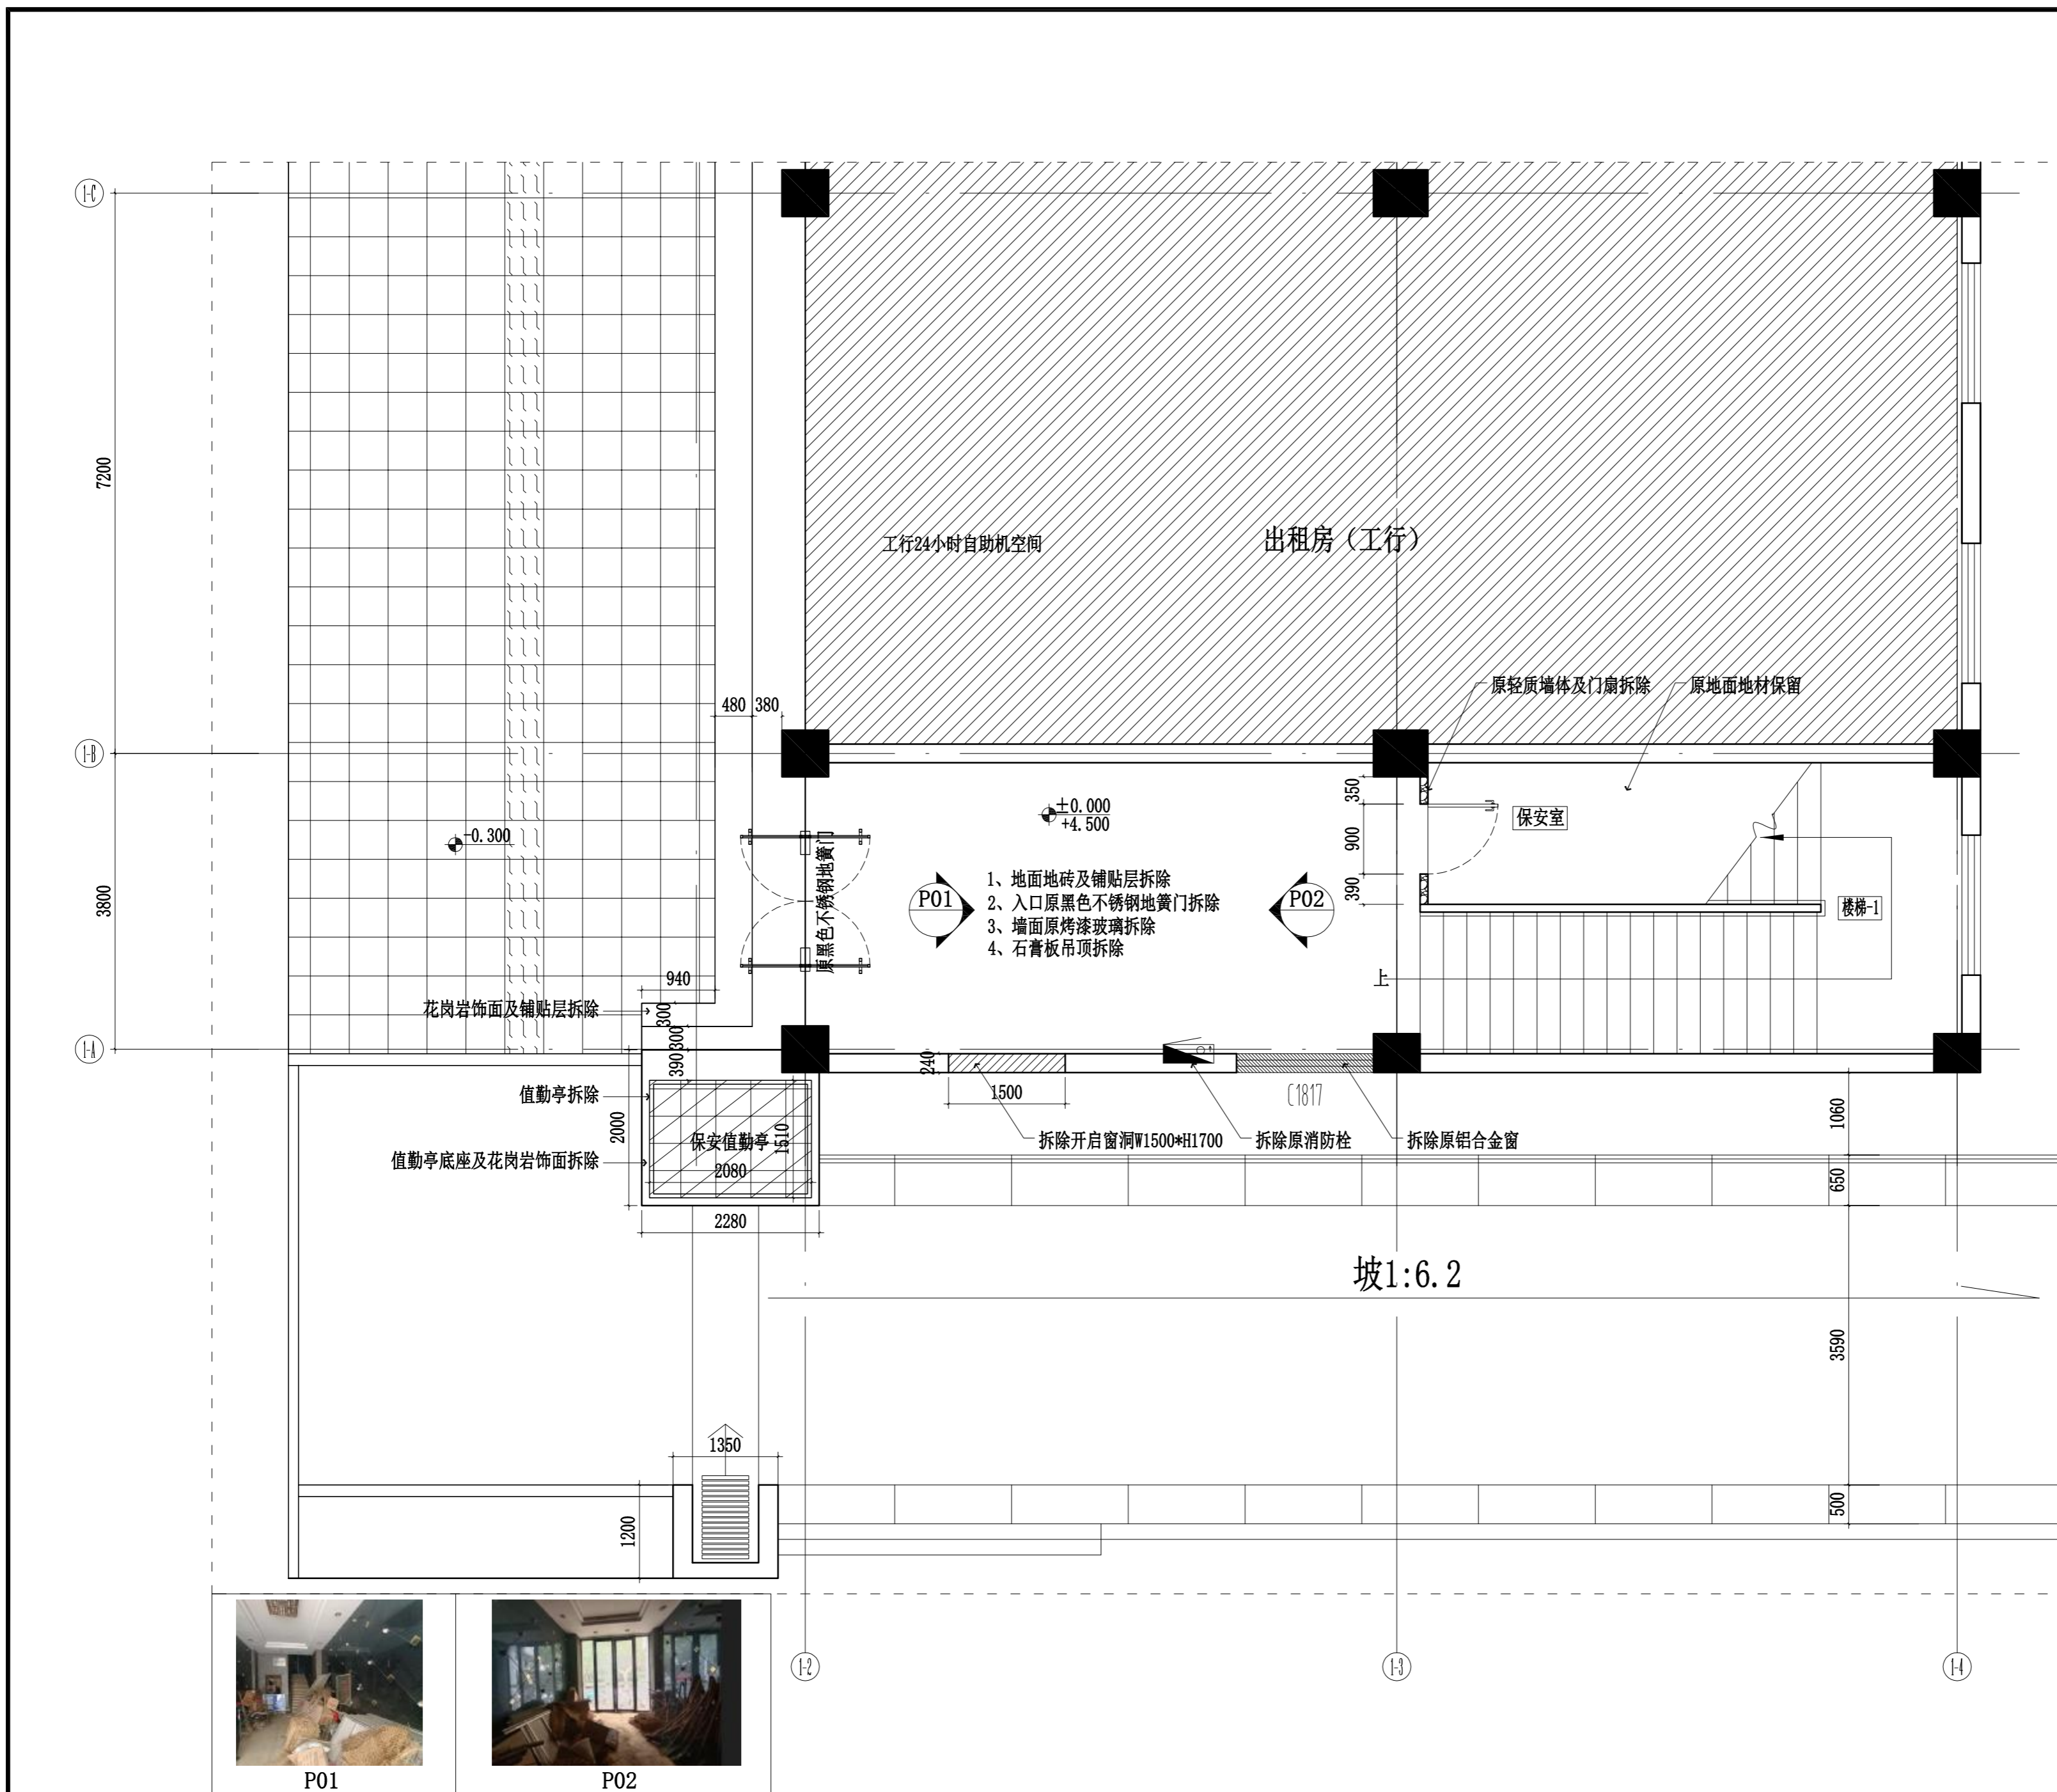 1-C
7200
工行24小时自助机空间
出租房（工行）
480
380
原轻质墙体及门扇拆除
原地面地材保留
1-B
350
±0.000
+4.500
保安室
-0.300
900
原黑色不锈钢地簧门
3800
P01
P02
1、地面地砖及铺贴层拆除
2、入口原黑色不锈钢地簧门拆除
3、墙面原烤漆玻璃拆除
4、石膏板吊顶拆除
390
楼梯-1
上
940
花岗岩饰面及铺贴层拆除
300
300
1-A
390
240
1500
C1817
值勤亭拆除
2000
保安值勤亭
1510
拆除开启窗洞W1500*H1700
拆除原消防栓
拆除原铝合金窗
1060
值勤亭底座及花岗岩饰面拆除
2080
650
2280
坡1:6.2
3590
1350
1200
500
1-2
1-3
1-4
P01
P02